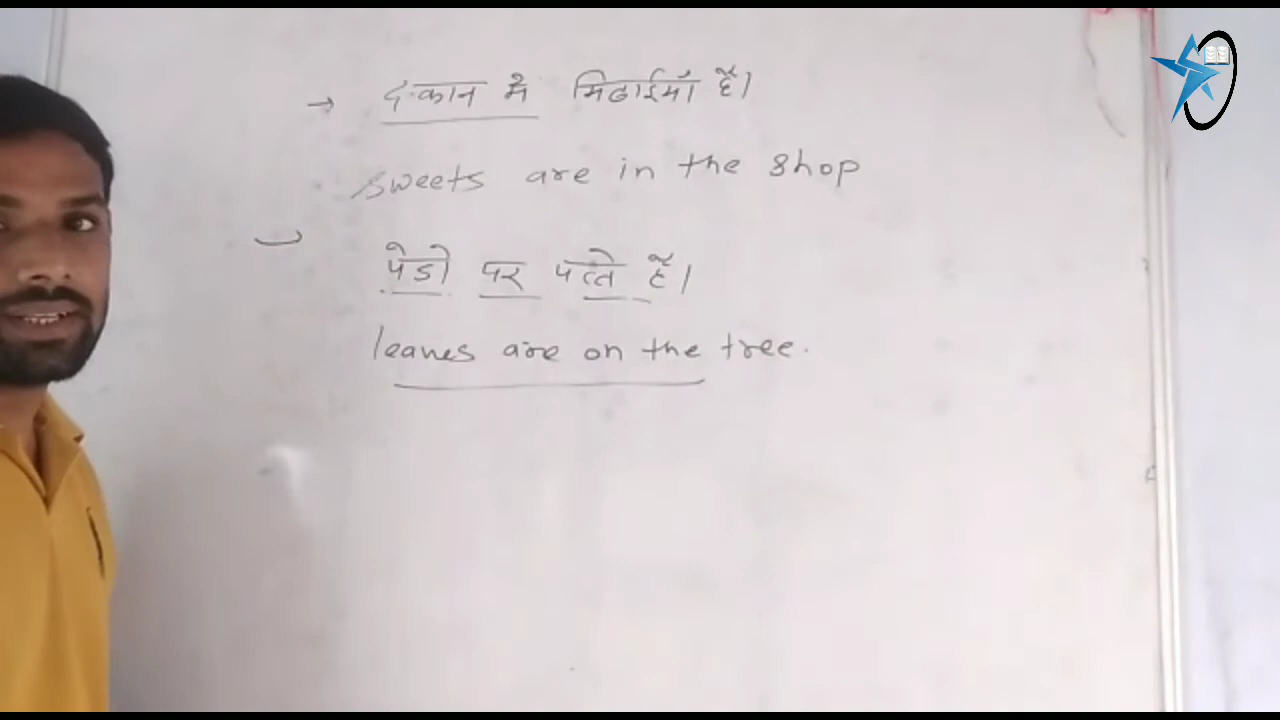 → दुकान में मिठाईयाँ हैं।
sweets are in the shop
पेडो पर पत्ते हैं।
leaves are on the tree.